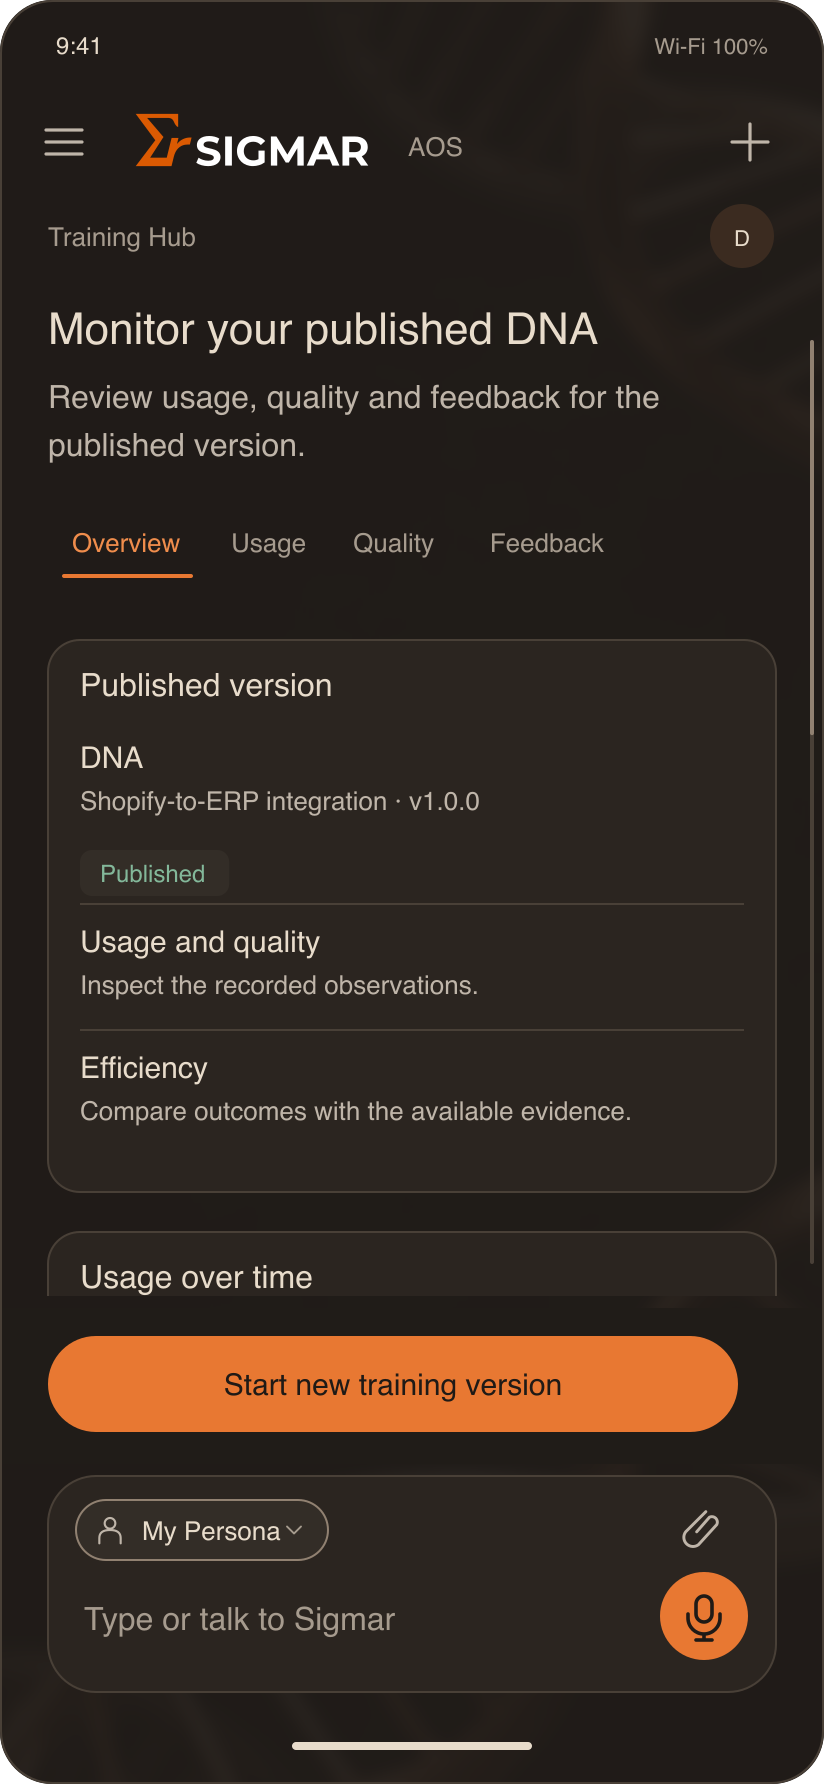 9:41
Wi-Fi 100%
Σr SIGMAR AOS
Training Hub
D
Monitor your published DNA
Review usage, quality and feedback for the
published version.
Overview Usage Quality Feedback
Published version
DNA
Shopify-to-ERP integration · v1.0.0
Published
Usage and quality
Inspect the recorded observations.
Efficiency
Compare outcomes with the available evidence.
Usage over time
Start new training version
My Persona
Type or talk to Sigmar